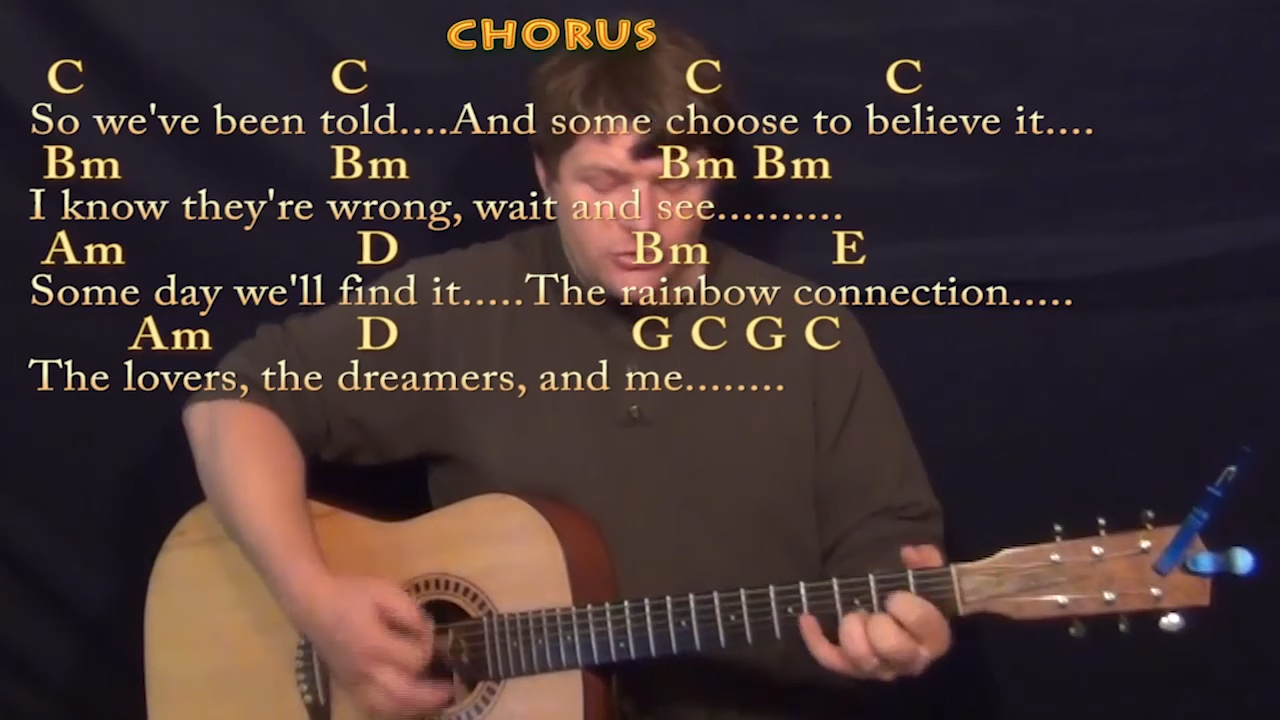 CHORUS
C C C C
So we've been told....And some choose to believe it....
Bm Bm Bm Bm
I know they're wrong, wait and see..........
Am D Bm E
Some day we'll find it.....The rainbow connection.....
Am D G C G C
The lovers, the dreamers, and me........